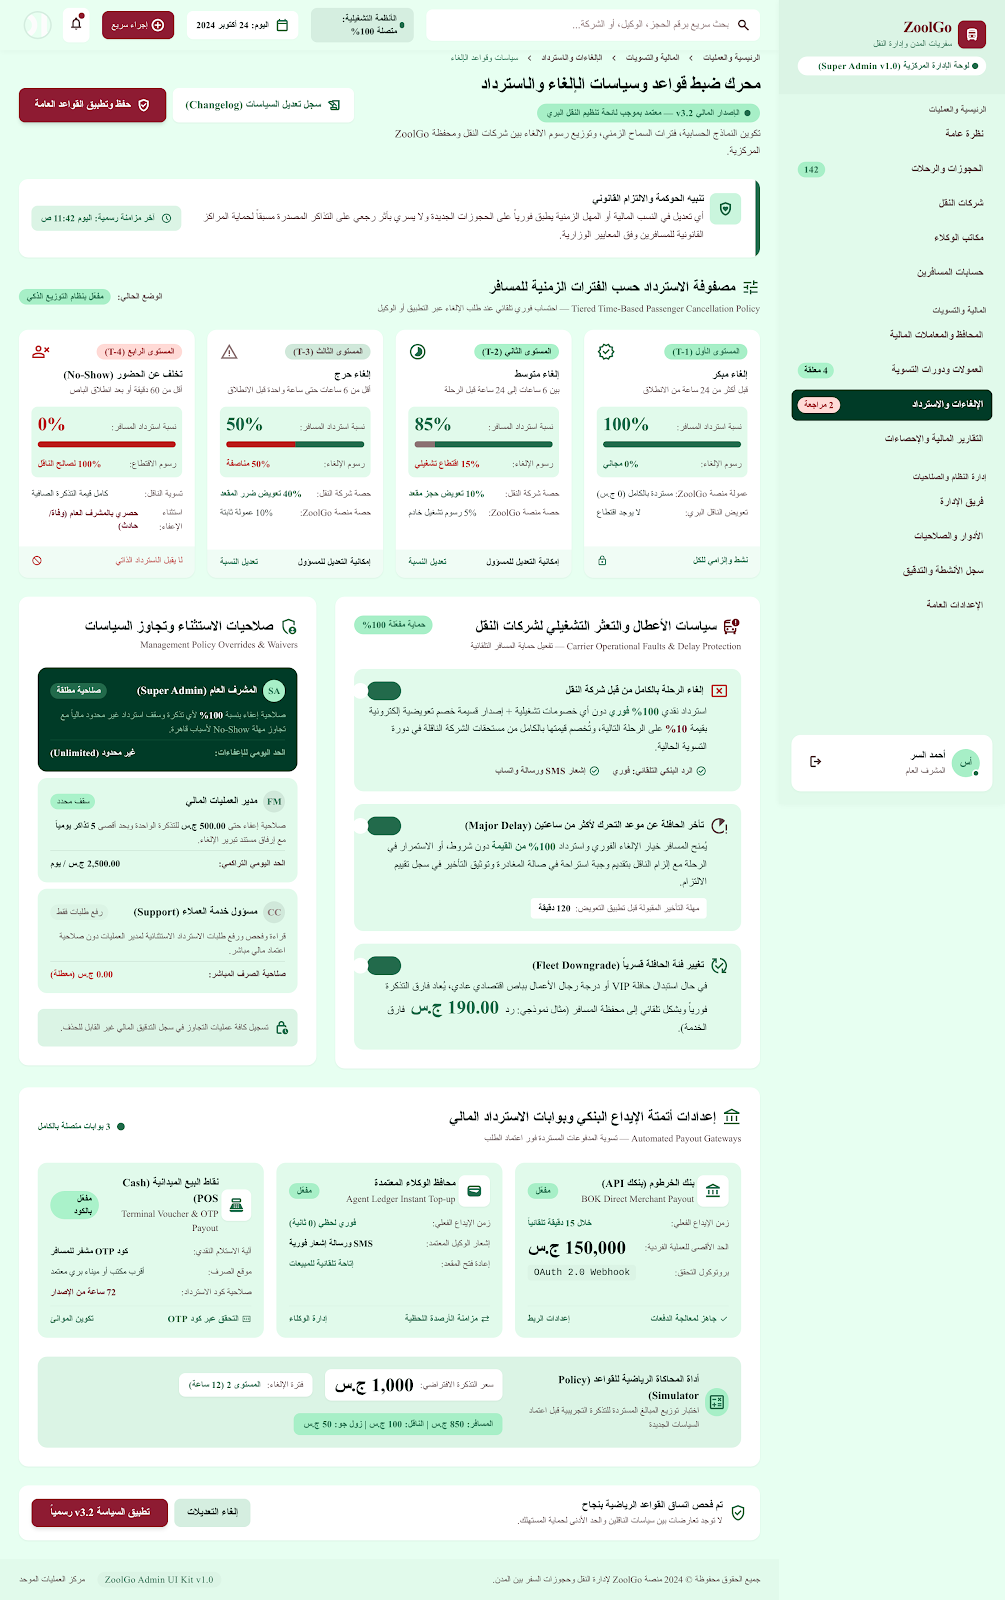 ZoolGo
سفريات المدن وإدارة النقل
لوحة الإدارة المركزية (Super Admin v1.0)
الرئيسية والعمليات
نظرة عامة
الحجوزات والرحلات
142
شركات النقل
مكاتب الوكلاء
حسابات المسافرين
المالية والتسويات
المحافظ والمعاملات المالية
العمولات ودورات التسوية
4 معلقة
الإلغاءات والاسترداد
2 مراجعة
التقارير المالية والإحصاءات
إدارة النظام والصلاحيات
فريق الإدارة
الأدوار والصلاحيات
سجل الأنشطة والتدقيق
الإعدادات العامة
أس
أحمد السر
المشرف العام
بحث سريع برقم الحجز، الوكيل، أو الشركة...
الأنظمة التشغيلية:
متصلة 100%
اليوم: 24 أكتوبر 2024
إجراء سريع
الرئيسية والعمليات
المالية والتسويات
الإلغاءات والاسترداد
سياسات وقواعد الإلغاء
محرك ضبط قواعد وسياسات الإلغاء والاسترداد
الإصدار المالي v3.2 — معتمد بموجب لائحة تنظيم النقل البري
تكوين النماذج الحسابية، فترات السماح الزمني، وتوزيع رسوم الالغاء بين شركات النقل ومحفظة ZoolGo
المركزية.
سجل تعديل السياسات (Changelog)
حفظ وتطبيق القواعد العامة
تنبيه الحوكمة والالتزام القانوني
أي تعديل في النسب المالية أو المهل الزمنية يطبق فورياً على الحجوزات الجديدة ولا يسري بأثر رجعي على التذاكر المصدرة مسبقاً لحماية المراكز
القانونية للمسافرين وفق المعايير الوزارية.
آخر مزامنة رسمية: اليوم 11:42 ص
مصفوفة الاسترداد حسب الفترات الزمنية للمسافر
Tiered Time-Based Passenger Cancellation Policy — احتساب فوري تلقائي عند طلب الإلغاء عبر التطبيق أو الوكيل
الوضع الحالي:
مفعّل بنظام التوزيع الذكي
المستوى الأول (T-1)
إلغاء مبكر
قبل أكثر من 24 ساعة من الانطلاق
نسبة استرداد المسافر:
100%
رسوم الإلغاء:
0% مجاني
عمولة منصة ZoolGo:
مستردة بالكامل (0 ج.س)
تعويض الناقل البري:
لا يوجد اقتطاع
نشط وإلزامي للكل
المستوى الثاني (T-2)
إلغاء متوسط
بين 6 ساعات إلى 24 ساعة قبل الرحلة
نسبة استرداد المسافر:
85%
رسوم الإلغاء:
15% اقتطاع تشغيلي
حصة شركة النقل:
10% تعويض حجز مقعد
حصة منصة ZoolGo:
5% رسوم تشغيل خادم
إمكانية التعديل للمسؤول
تعديل النسبة
المستوى الثالث (T-3)
إلغاء حرج
أقل من 6 ساعات حتى ساعة واحدة قبل الانطلاق
نسبة استرداد المسافر:
50%
رسوم الإلغاء:
50% مناصفة
حصة شركة النقل:
40% تعويض ضرر المقعد
حصة منصة ZoolGo:
10% عمولة ثابتة
إمكانية التعديل للمسؤول
تعديل النسبة
المستوى الرابع (T-4)
تخلف عن الحضور (No-Show)
أقل من 60 دقيقة أو بعد انطلاق الباص
نسبة استرداد المسافر:
0%
رسوم الاقتطاع:
100% لصالح الناقل
تسوية الناقل:
كامل قيمة التذكرة الصافية
استثناء الإعفاء:
حصري بالمشرف العام (وفاة/حادث)
لا يقبل الاسترداد الذاتي
سياسات الأعطال والتعثر التشغيلي لشركات النقل
Carrier Operational Faults & Delay Protection — تفعيل حماية المسافر التلقائية
حماية مفعّلة 100%
إلغاء الرحلة بالكامل من قبل شركة النقل
استرداد نقدي 100% فوري دون أي خصومات تشغيلية + إصدار قسيمة خصم تعويضية إلكترونية
بقيمة 10% على الرحلة التالية، وتُخصم قيمتها بالكامل من مستحقات الشركة الناقلة في دورة
التسوية الحالية.
الرد البنكي التلقائي: فوري
إشعار SMS ورسالة واتساب
تأخر الحافلة عن موعد التحرك لأكثر من ساعتين (Major Delay)
يُمنح المسافر خيار الإلغاء الفوري واسترداد 100% من القيمة دون شروط، أو الاستمرار في
الرحلة مع إلزام الناقل بتقديم وجبة استراحة في صالة المغادرة وتوثيق التأخير في سجل تقييم
الالتزام.
مهلة التأخير المقبولة قبل تطبيق التعويض: 120 دقيقة
تغيير فئة الحافلة قسرياً (Fleet Downgrade)
في حال استبدال حافلة VIP أو درجة رجال الأعمال بباص اقتصادي عادي، يُعاد فارق التذكرة
فورياً وبشكل تلقائي إلى محفظة المسافر (مثال نموذجي: رد 190.00 ج.س فارق
الخدمة).
صلاحيات الاستثناء وتجاوز السياسات
Management Policy Overrides & Waivers
SA
المشرف العام (Super Admin)
صلاحية مطلقة
صلاحية إعفاء بنسبة 100% لأي تذكرة وسقف استرداد غير محدود مالياً مع
تجاوز مهلة No-Show لأسباب قاهرة.
الحد اليومي للإعفاءات:
غير محدود (Unlimited)
FM
مدير العمليات المالي
سقف محدد
صلاحية إعفاء حتى 500.00 ج.س للتذكرة الواحدة وبحد أقصى 5 تذاكر يومياً
مع إرفاق مستند تبرير الإلغاء.
الحد اليومي التراكمي:
2,500.00 ج.س / يوم
CC
مسؤول خدمة العملاء (Support)
رفع طلبات فقط
قراءة وفحص ورفع طلبات الاسترداد الاستثنائية لمدير العمليات دون صلاحية
اعتماد مالي مباشر.
صلاحية الصرف المباشر:
0.00 ج.س (معطلة)
تسجيل كافة عمليات التجاوز في سجل التدقيق المالي غير القابل للحذف.
إعدادات أتمتة الإيداع البنكي وبوابات الاسترداد المالي
Automated Payout Gateways — تسوية المدفوعات المستردة فور اعتماد الطلب
3 بوابات متصلة بالكامل
بنك الخرطوم (بنكك API)
BOK Direct Merchant Payout
مفعّل
زمن الإيداع الفعلي:
خلال 15 دقيقة تلقائياً
الحد الأقصى للعملية الفردية:
150,000 ج.س
بروتوكول التحقق:
OAuth 2.0 Webhook
جاهز لمعالجة الدفعات
إعدادات الربط
محافظ الوكلاء المعتمدة
Agent Ledger Instant Top-up
مفعّل
زمن الإيداع الفعلي:
فوري لحظي (0 ثانية)
إشعار الوكيل المعتمد:
SMS ورسالة إشعار فورية
إعادة فتح المقعد:
إتاحة تلقائية للمبيعات
مزامنة الأرصدة اللحظية
إدارة الوكلاء
نقاط البيع الميدانية (Cash
POS)
Terminal Voucher & OTP
Payout
مفعّل
بالكود
آلية الاستلام النقدي:
كود OTP مشفر للمسافر
موقع الصرف:
أقرب مكتب أو ميناء بري معتمد
صلاحية كود الاسترداد:
72 ساعة من الإصدار
التحقق عبر كود OTP
تكوين الموانئ
أداة المحاكاة الرياضية للقواعد (Policy
Simulator)
اختبار توزيع المبالغ المستردة للتذكرة التجريبية قبل اعتماد
السياسات الجديدة
سعر التذكرة الافتراضي: 1,000 ج.س
فترة الإلغاء: المستوى 2 (12 ساعة)
المسافر: 850 ج.س | الناقل: 100 ج.س | زول جو: 50 ج.س
تم فحص اتساق القواعد الرياضية بنجاح
لا توجد تعارضات بين سياسات الناقلين والحد الأدنى لحماية المستهلك.
إلغاء التعديلات
تطبيق السياسة v3.2 رسمياً
جميع الحقوق محفوظة © 2024 منصة ZoolGo لإدارة النقل وحجوزات السفر بين المدن.
ZoolGo Admin UI Kit v1.0
مركز العمليات الموحد